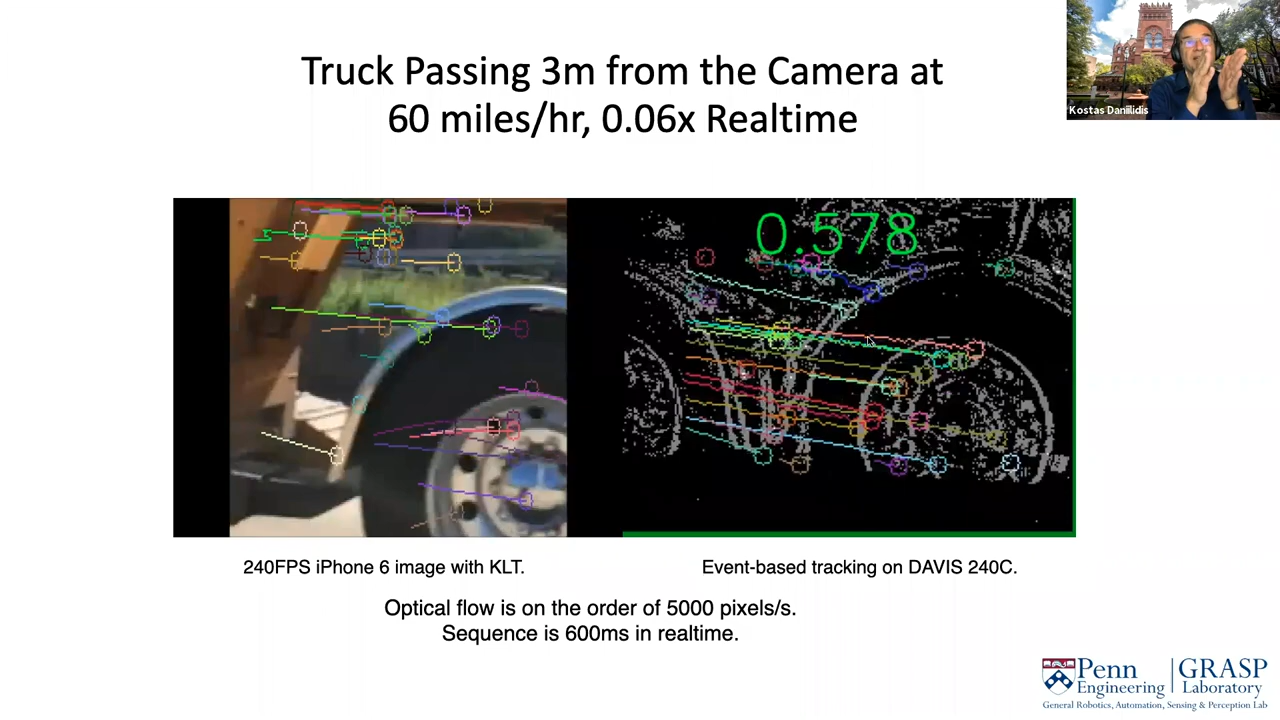 Truck Passing 3m from the Camera at
60 miles/hr, 0.06x Realtime
Kostas Daniilidis
0.578
240FPS iPhone 6 image with KLT.
Event-based tracking on DAVIS 240C.
Optical flow is on the order of 5000 pixels/s.
Sequence is 600ms in realtime.
Penn
Engineering
GRASP
Laboratory
General Robotics, Automation, Sensing & Perception Lab